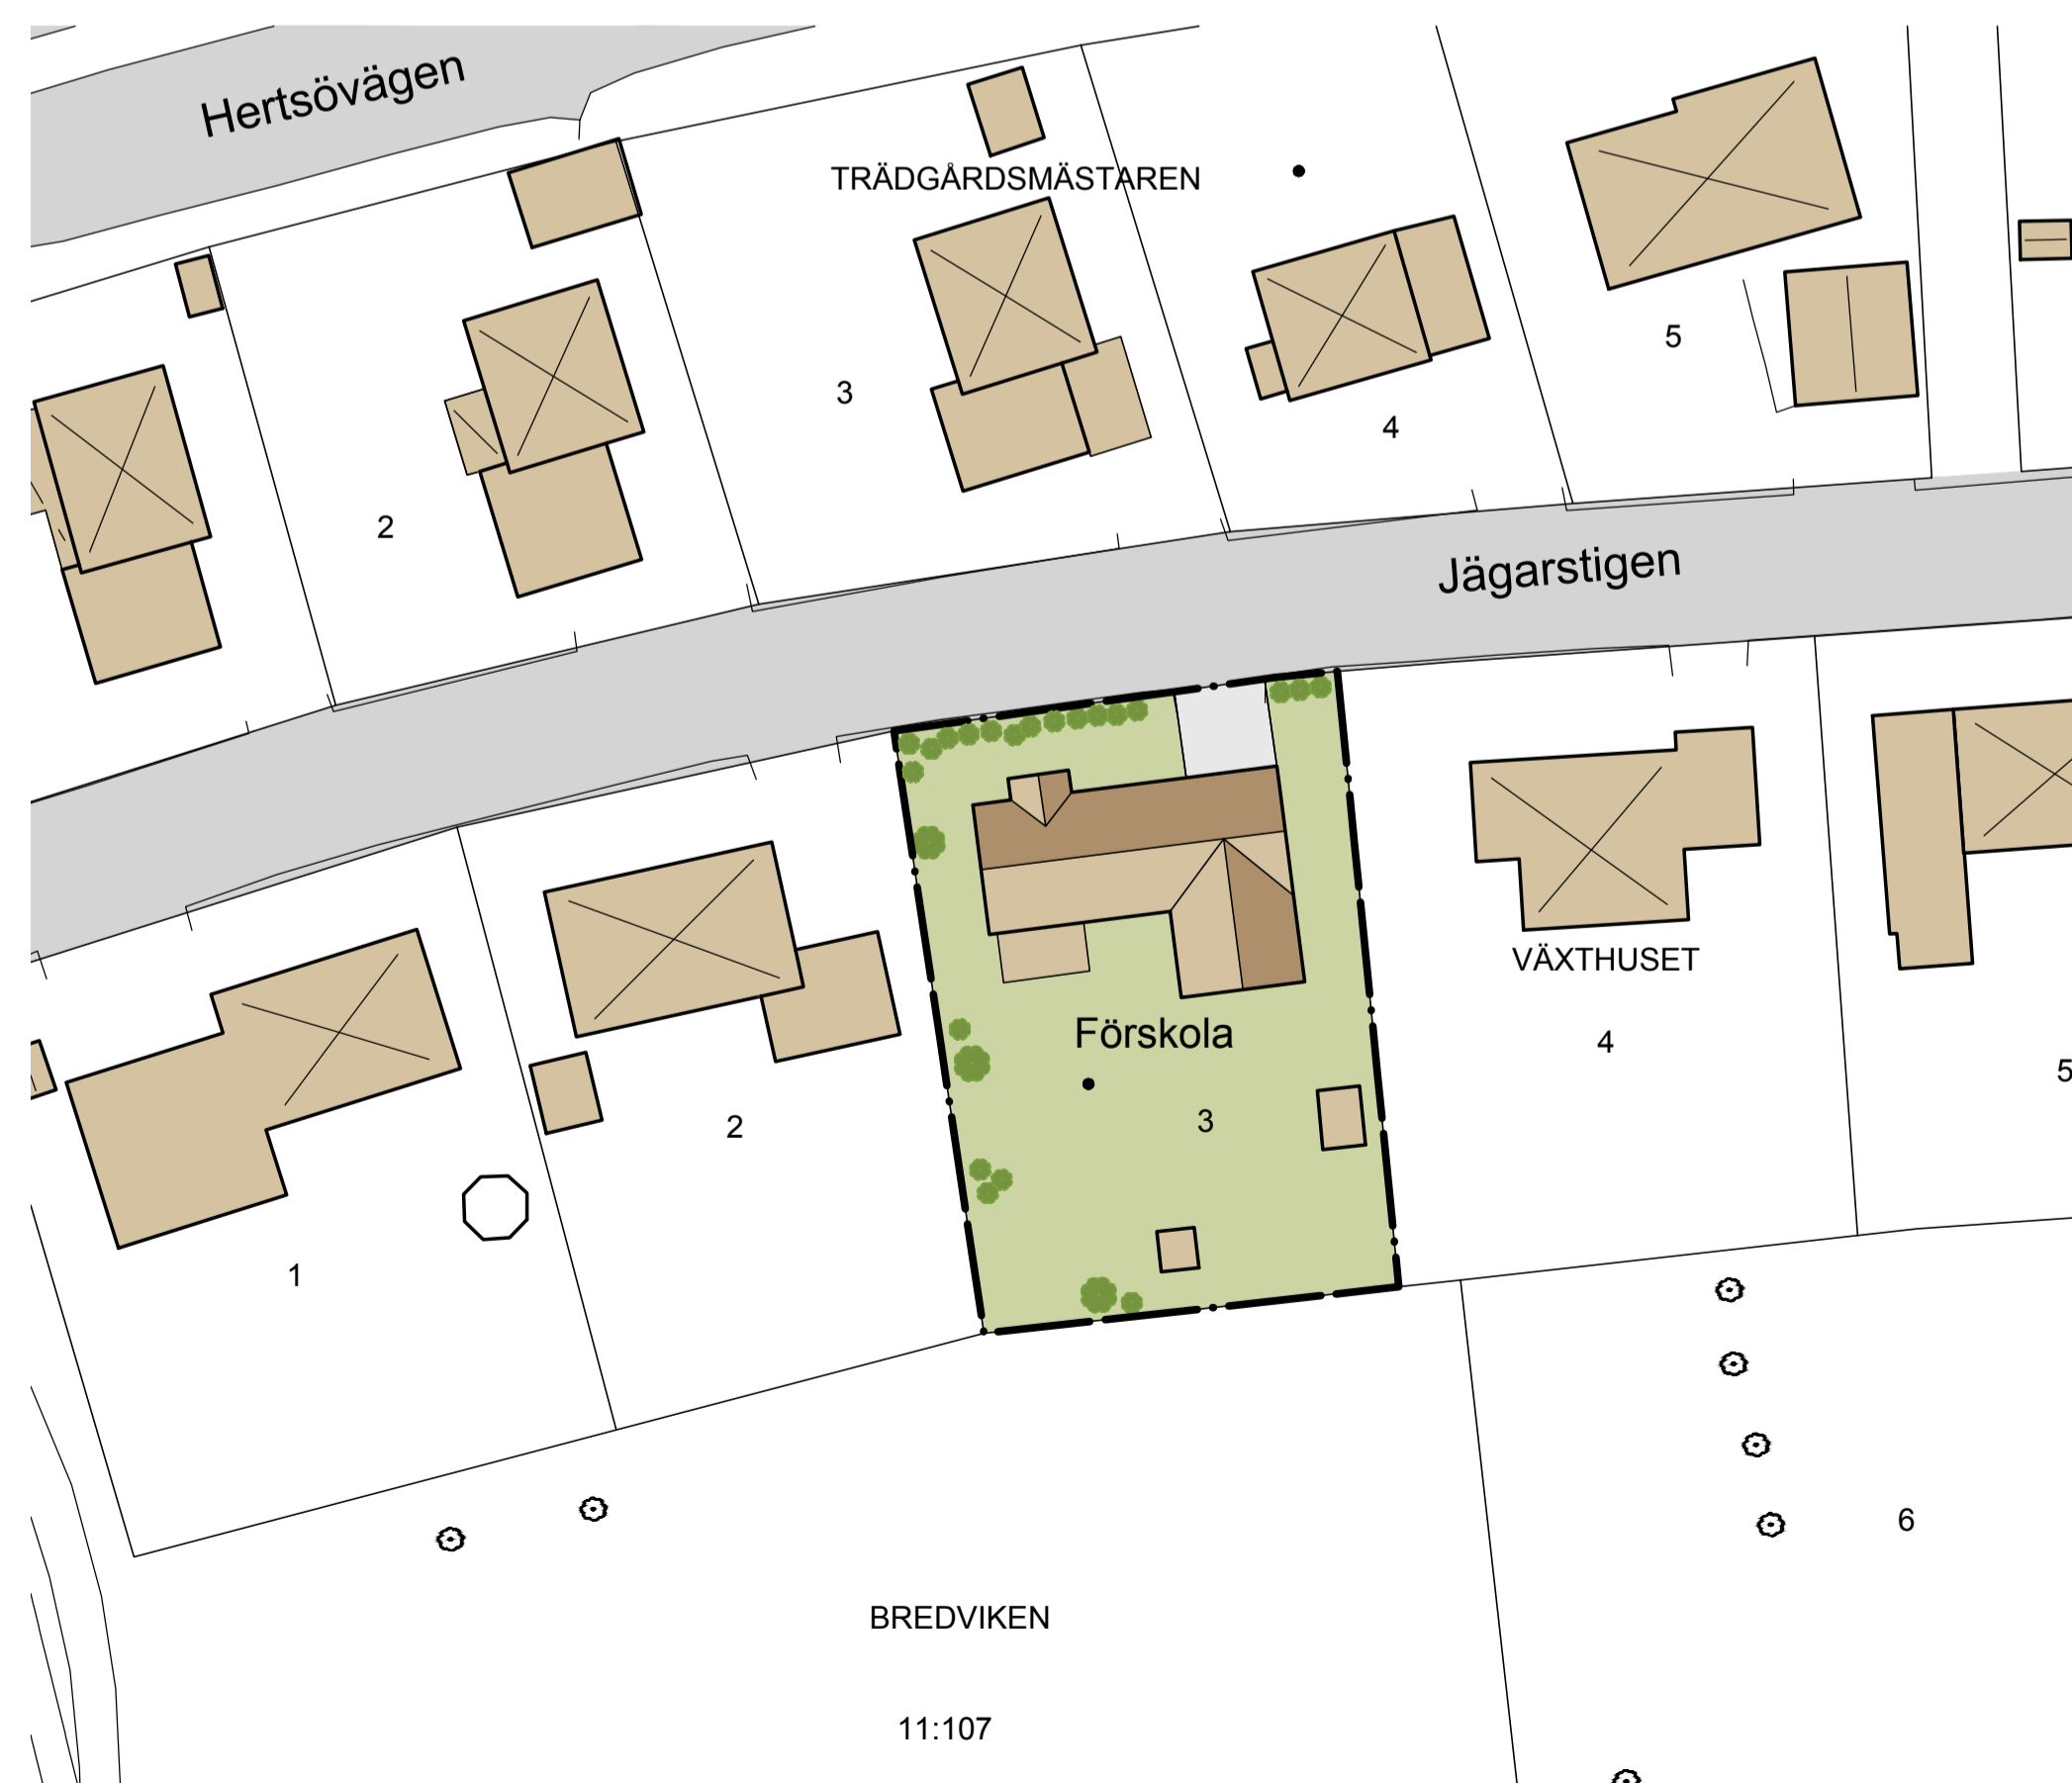 Hertsövägen
TRÄDGÅRDSMÄSTAREN
5
3
4
2
Jägarstigen
VÄXTHUSET
Förskola
4
5
3
2
1
6
BREDVIKEN
11:107